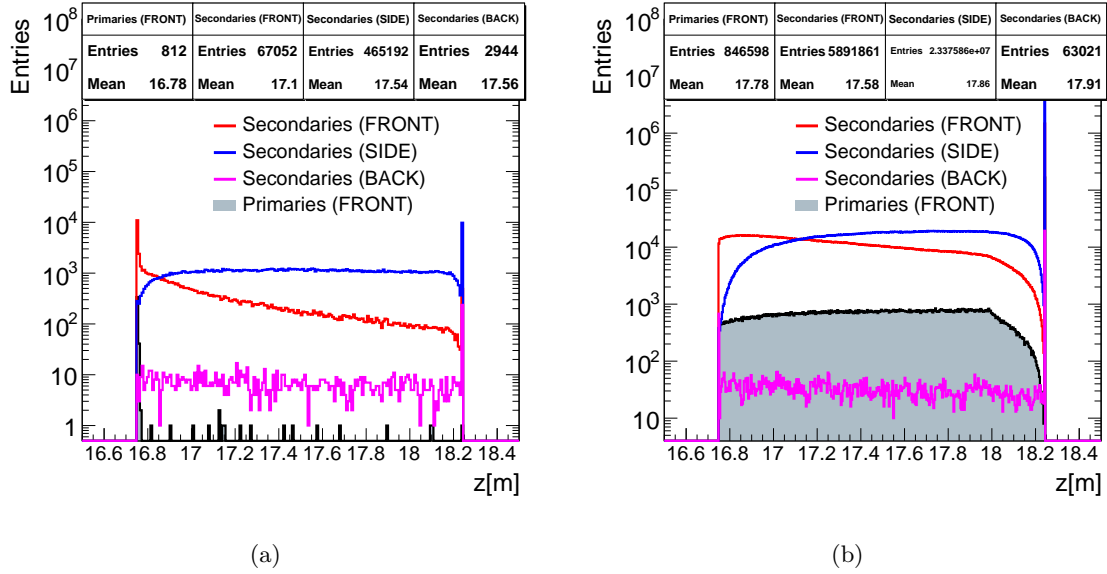 Primaries (FRONT) Secondaries (FRONT) Secondaries (SIDE) Secondaries (BACK)
Entries 812 Entries 67052 Entries 465192 Entries 2944
Mean 16.78 Mean 17.1 Mean 17.54 Mean 17.56
Entries
10^8
10^7
10^6
10^5
10^4
10^3
10^2
10
1
Secondaries (FRONT)
Secondaries (SIDE)
Secondaries (BACK)
Primaries (FRONT)
16.6 16.8 17 17.2 17.4 17.6 17.8 18 18.2 18.4
z[m]
(a)
Primaries (FRONT) Secondaries (FRONT) Secondaries (SIDE) Secondaries (BACK)
Entries 846598 Entries 5891861 Entries 2.337586e+07 Entries 63021
Mean 17.78 Mean 17.58 Mean 17.86 Mean 17.91
Entries
10^8
10^7
10^6
10^5
10^4
10^3
10^2
10
Secondaries (FRONT)
Secondaries (SIDE)
Secondaries (BACK)
Primaries (FRONT)
16.6 16.8 17 17.2 17.4 17.6 17.8 18 18.2 18.4
z[m]
(b)